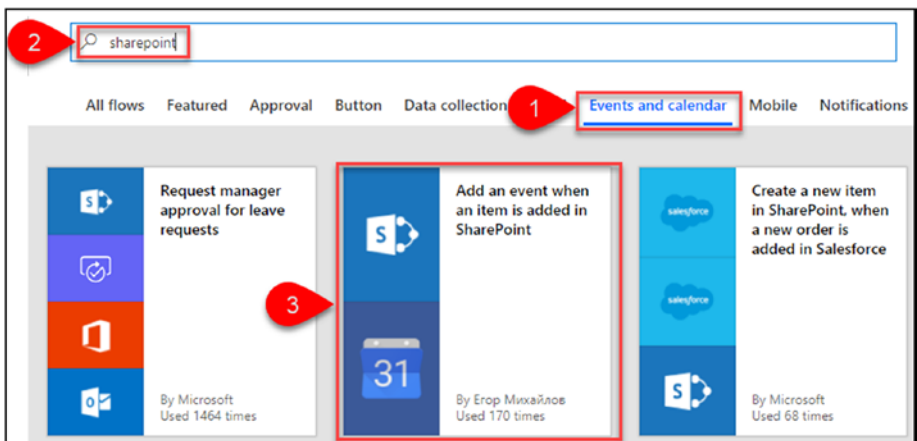 2
sharepoint
All flows Featured Approval Button Data collection 1 Events and calendar Mobile Notifications
Request manager
approval for leave
requests
By Microsoft
Used 1464 times
3
Add an event when
an item is added in
SharePoint
31
By Егор Михайлов
Used 170 times
Create a new item
in SharePoint, when
a new order is
added in Salesforce
salesforce
salesforce
By Microsoft
Used 68 times